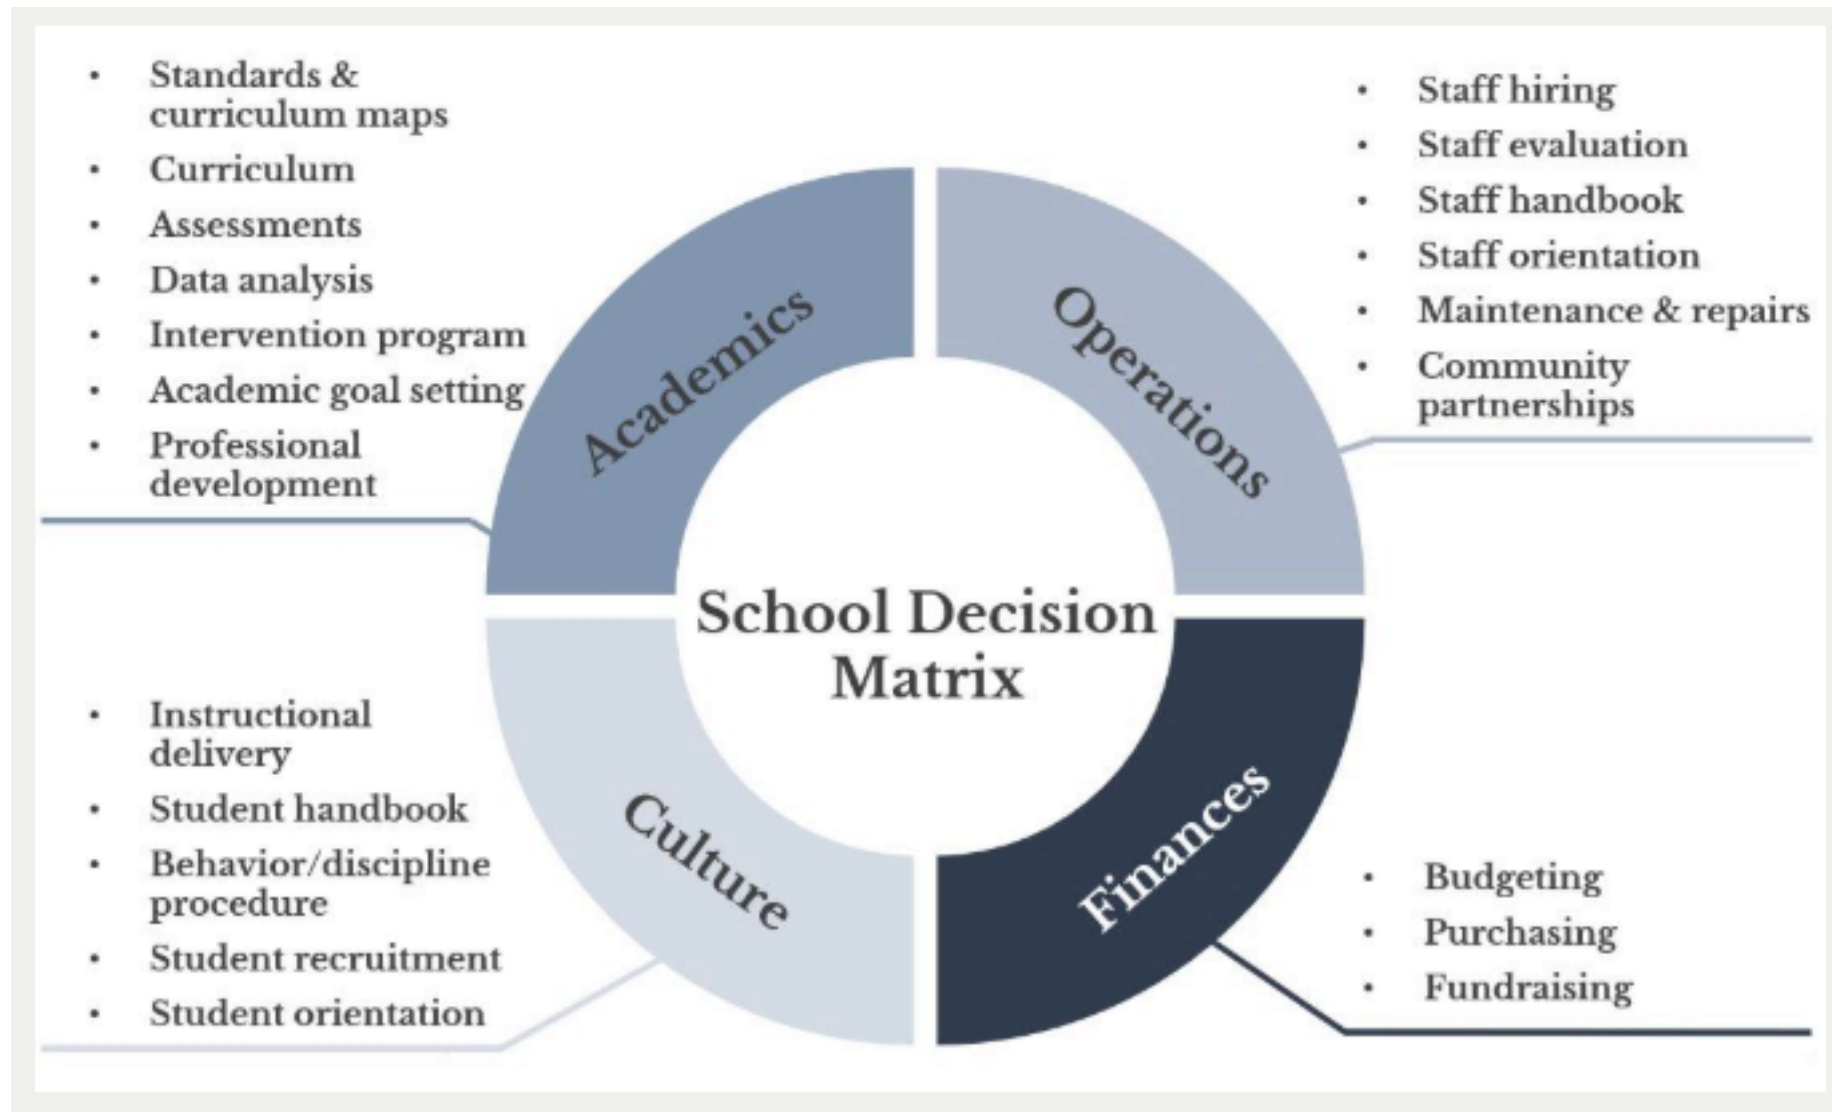 • Standards &
curriculum maps
• Curriculum
• Assessments
• Data analysis
• Intervention program
• Academic goal setting
• Professional
development
• Staff hiring
• Staff evaluation
• Staff handbook
• Staff orientation
• Maintenance & repairs
• Community
partnerships
Academics
Operations
School Decision
Matrix
Culture
Finances
• Instructional
delivery
• Student handbook
• Behavior/discipline
procedure
• Student recruitment
• Student orientation
• Budgeting
• Purchasing
• Fundraising